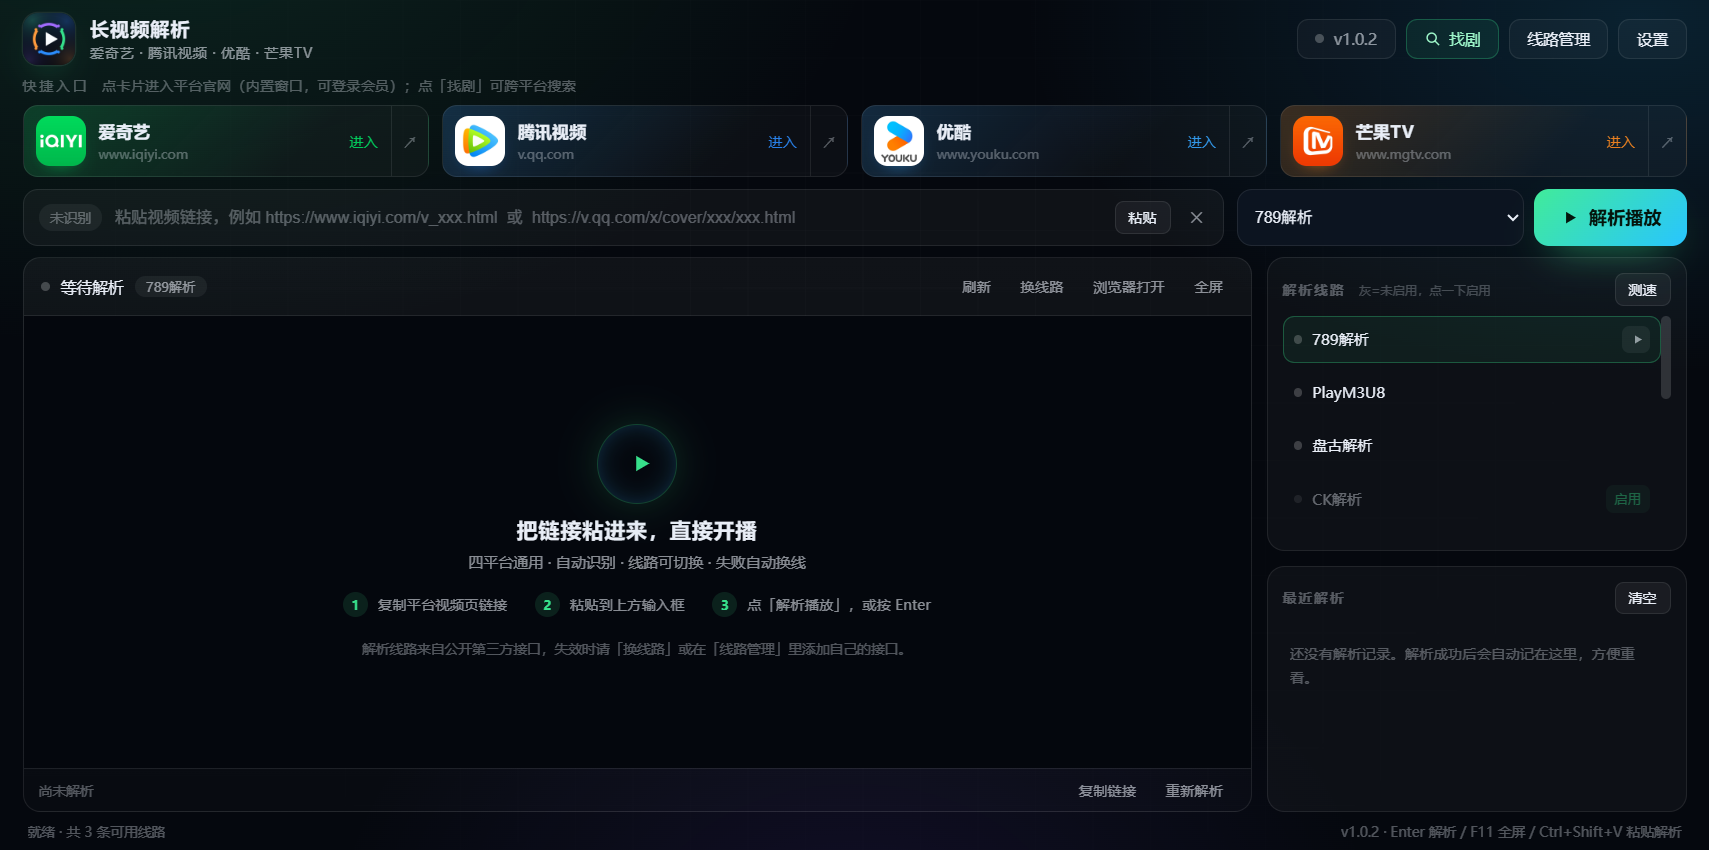 长视频解析
爱奇艺 · 腾讯视频 · 优酷 · 芒果TV
v1.0.2
找剧
线路管理
设置
快捷入口 点卡片进入平台官网（内置窗口，可登录会员）；点「找剧」可跨平台搜索
iQIYI
爱奇艺
www.iqiyi.com
进入
↗
腾讯视频
v.qq.com
进入
↗
YOUKU
优酷
www.youku.com
进入
↗
芒果TV
www.mgtv.com
进入
↗
未识别
粘贴视频链接，例如 https://www.iqiyi.com/v_xxx.html 或 https://v.qq.com/x/cover/xxx/xxx.html
粘贴
789解析
解析播放
等待解析
789解析
刷新
换线路
浏览器打开
全屏
把链接粘进来，直接开播
四平台通用 · 自动识别 · 线路可切换 · 失败自动换线
1 复制平台视频页链接
2 粘贴到上方输入框
3 点「解析播放」，或按 Enter
解析线路来自公开第三方接口，失效时请「换线路」或在「线路管理」里添加自己的接口。
尚未解析
复制链接
重新解析
解析线路 灰=未启用，点一下启用
测速
789解析
PlayM3U8
盘古解析
CK解析
启用
最近解析
清空
还没有解析记录。解析成功后会自动记在这里，方便重
看。
就绪 · 共 3 条可用线路
v1.0.2 · Enter 解析 / F11 全屏 / Ctrl+Shift+V 粘贴解析